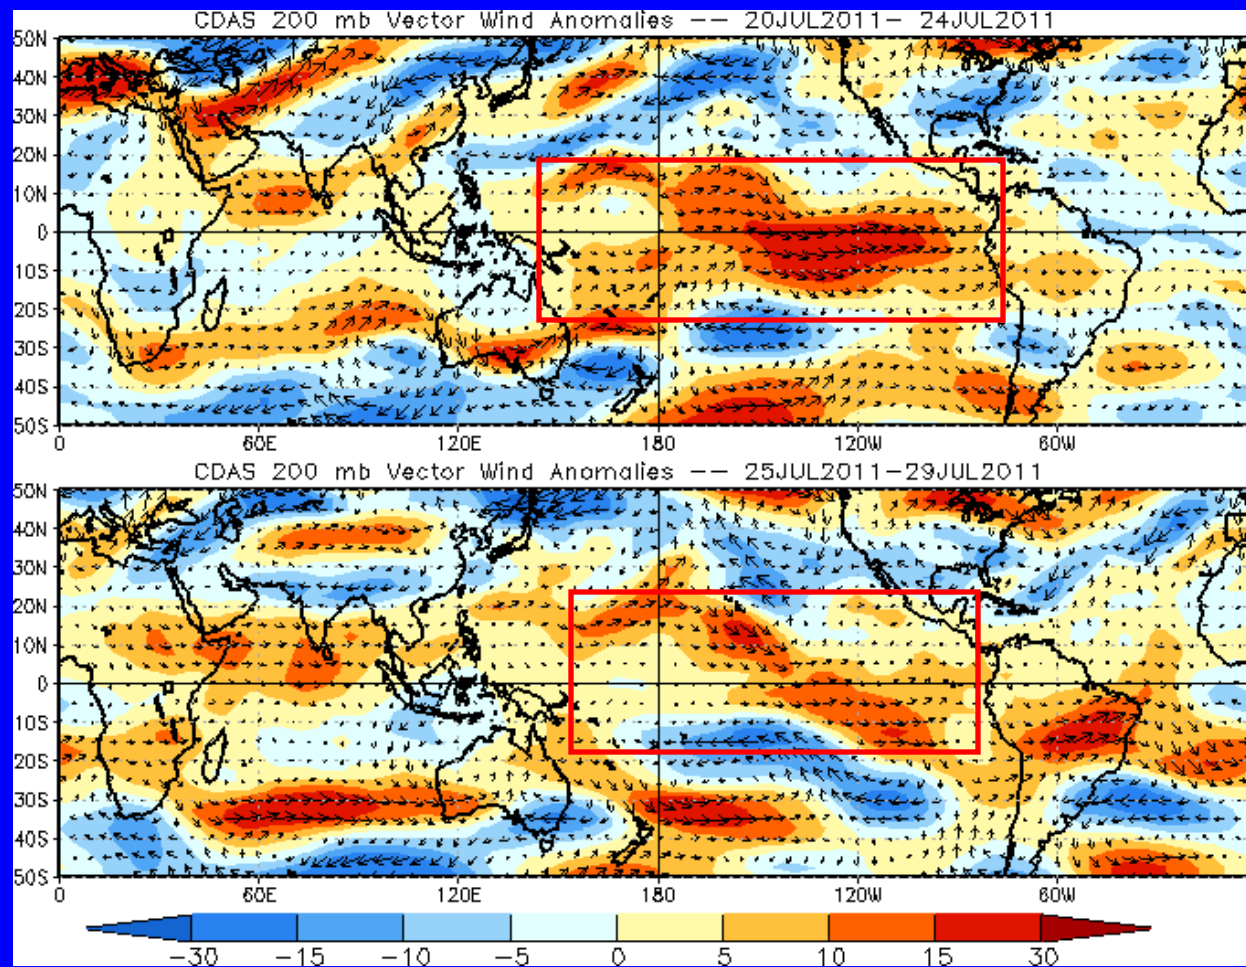 CDAS 200 mb Vector Wind Anomalies -- 20JUL2011- 24JUL2011
50N
40N
30N
20N
10N
0
10S
20S
30S
40S
50S
0 60E 120E 180 120W 60W
CDAS 200 mb Vector Wind Anomalies -- 25JUL2011-29JUL2011
50N
40N
30N
20N
10N
0
10S
20S
30S
40S
50S
0 60E 120E 180 120W 60W
-30 -15 -10 -5 0 5 10 15 30